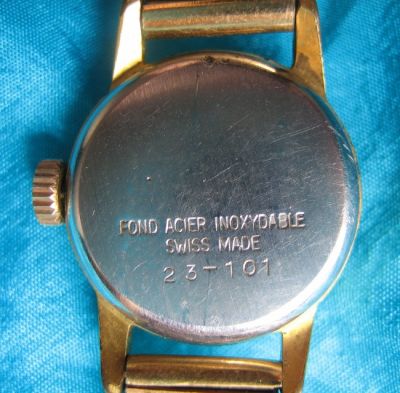 FOND ACIER INOXYDABLE
SWISS MADE
23-101